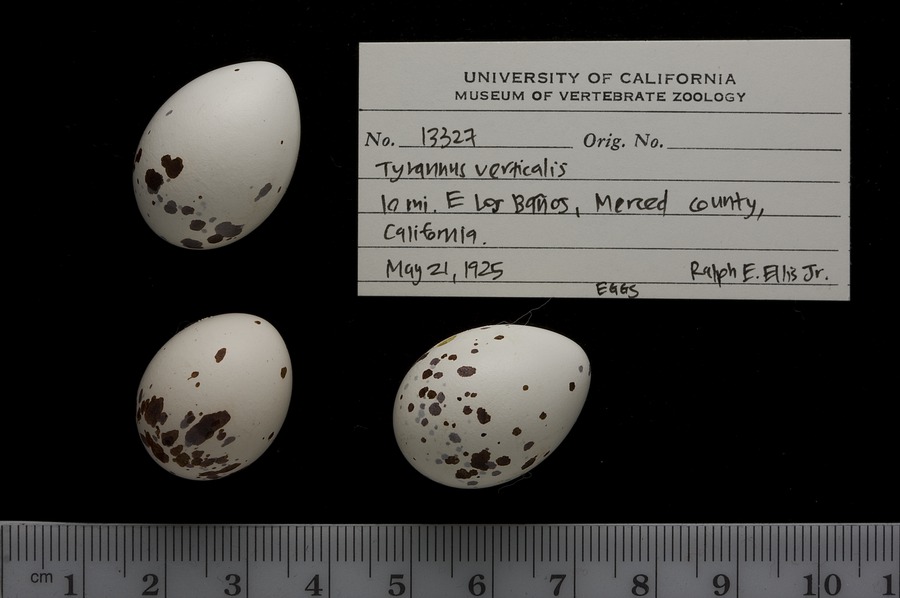 UNIVERSITY OF CALIFORNIA
MUSEUM OF VERTEBRATE ZOOLOGY
No. 13327 Orig. No.
Tyrannus verticalis
10 mi. E Los Baños, Merced county,
California.
May 21, 1925 Ralph E. Ellis Jr.
EGGS
cm 1 2 3 4 5 6 7 8 9 10 1